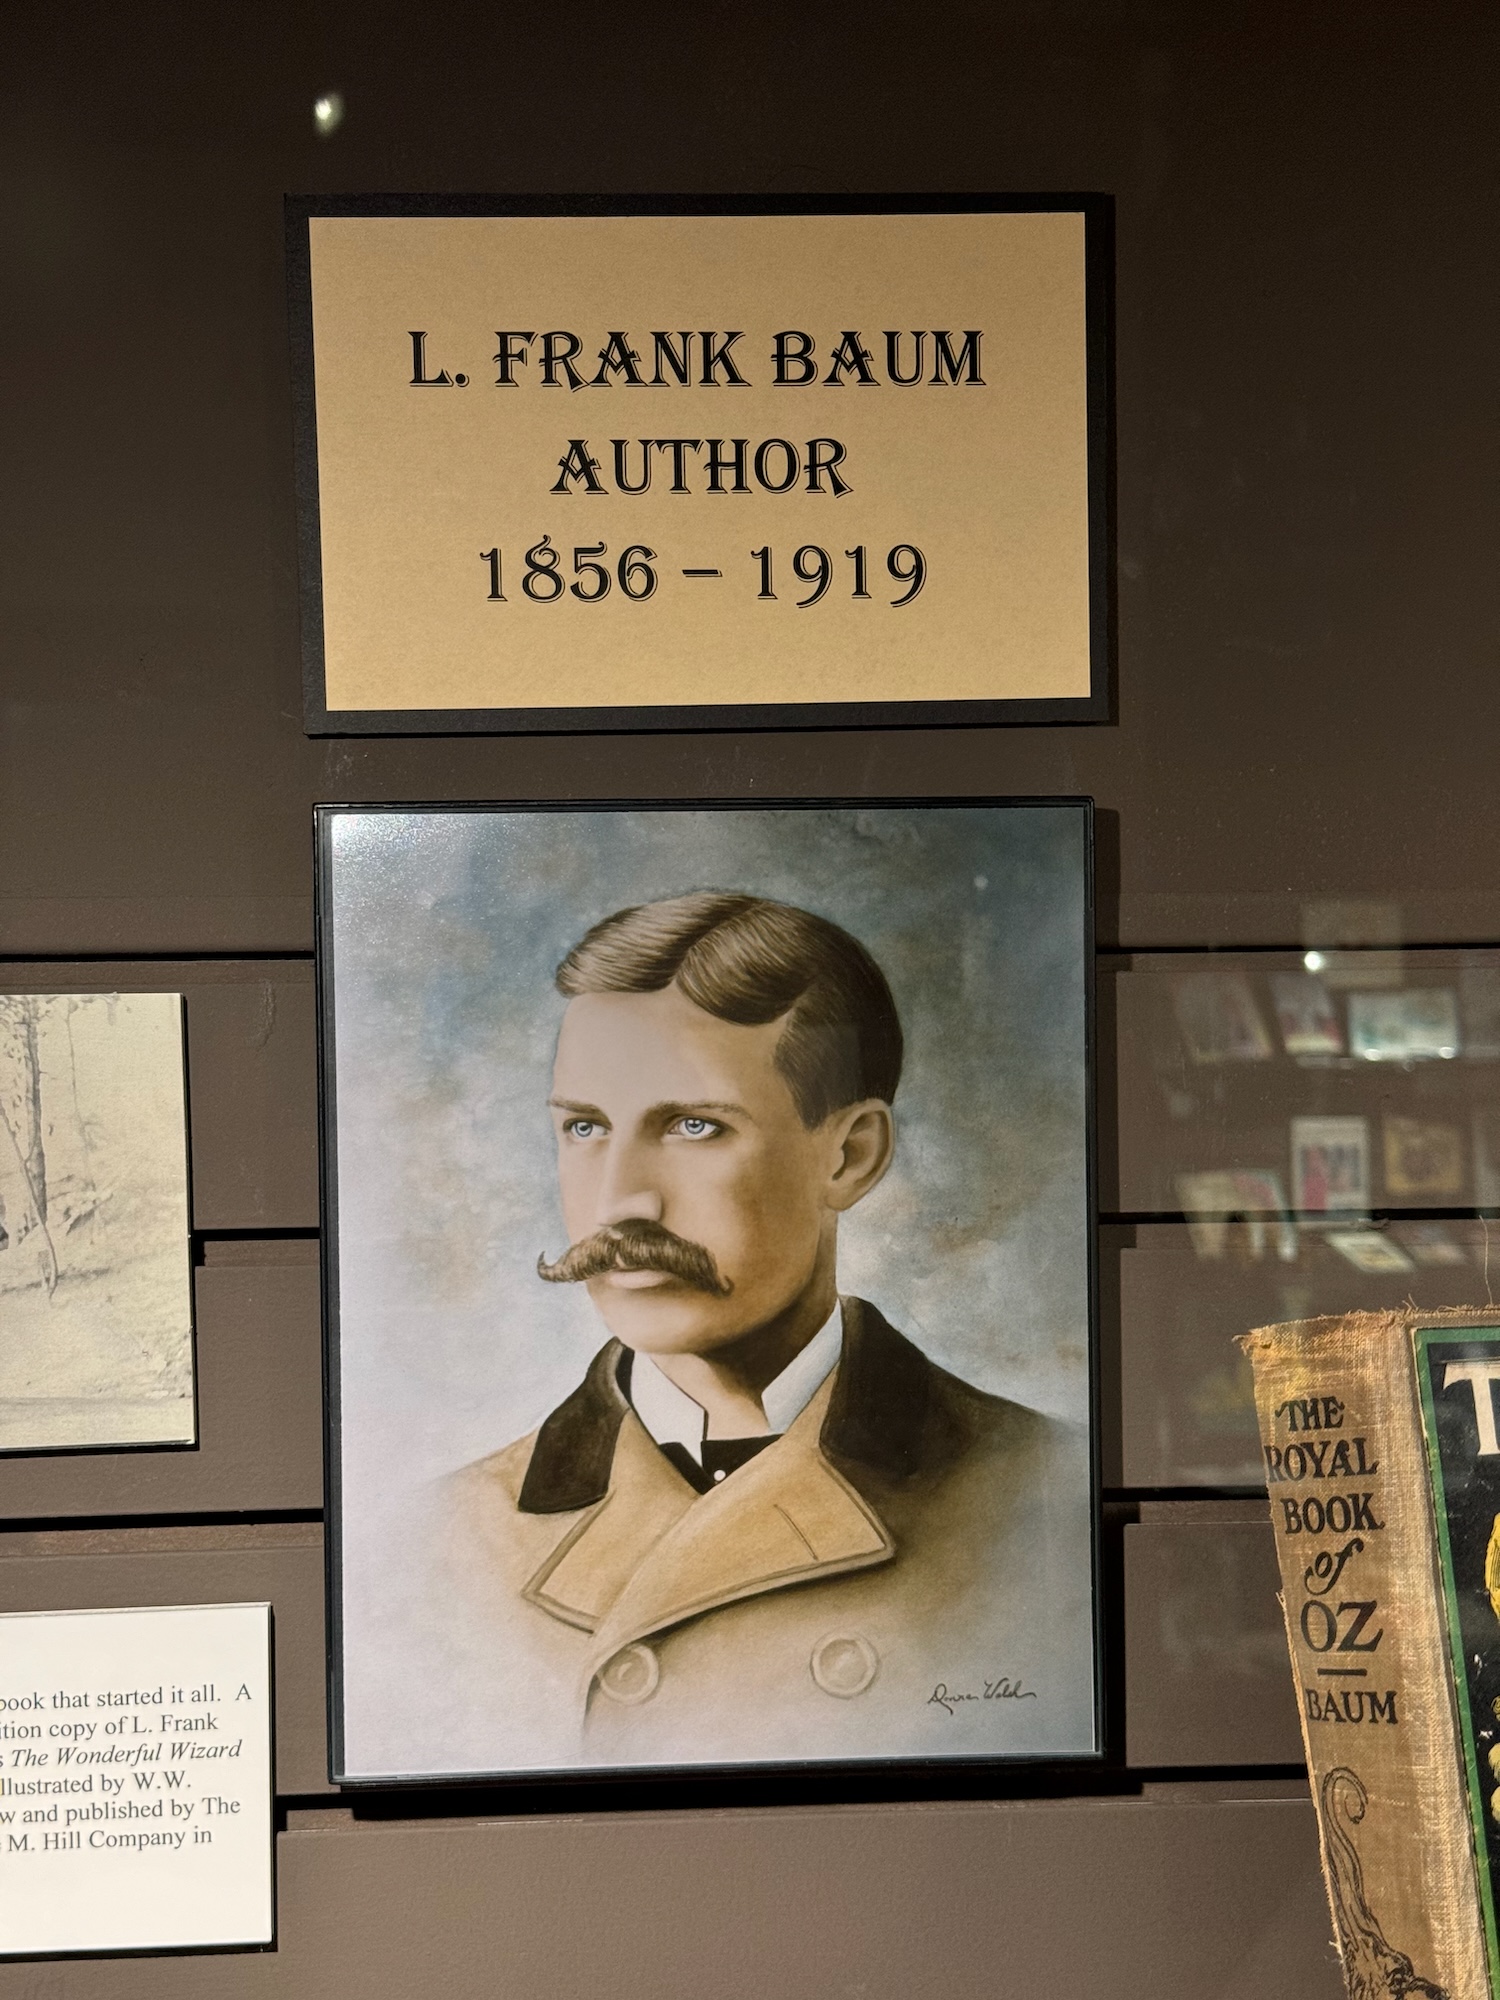 L. FRANK BAUM
AUTHOR
1856 – 1919
book that started it all. A
ition copy of L. Frank
s The Wonderful Wizard
llustrated by W.W.
w and published by The
M. Hill Company in
THE
ROYAL
BOOK
of
OZ
BAUM
T